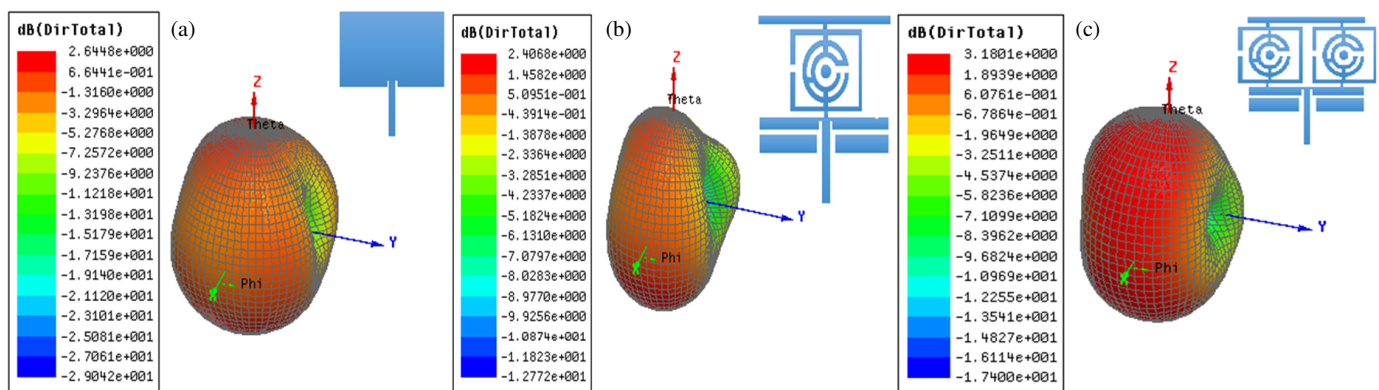 dB(DirTotal)
2.6448e+000
6.6441e-001
-1.3160e+000
-3.2964e+000
-5.2768e+000
-7.2572e+000
-9.2376e+000
-1.1218e+001
-1.3198e+001
-1.5179e+001
-1.7159e+001
-1.9140e+001
-2.1120e+001
-2.3101e+001
-2.5081e+001
-2.7061e+001
-2.9042e+001
(a)
Z
Theta
Y
Phi
X
dB(DirTotal)
2.4068e+000
1.4582e+000
5.0951e-001
-4.3914e-001
-1.3878e+000
-2.3364e+000
-3.2851e+000
-4.2337e+000
-5.1824e+000
-6.1310e+000
-7.0797e+000
-8.0283e+000
-8.9770e+000
-9.9256e+000
-1.0874e+001
-1.1823e+001
-1.2772e+001
(b)
Z
Theta
Y
Phi
X
dB(DirTotal)
3.1801e+000
1.8939e+000
6.0761e-001
-6.7864e-001
-1.9649e+000
-3.2511e+000
-4.5374e+000
-5.8236e+000
-7.1099e+000
-8.3962e+000
-9.6824e+000
-1.0969e+001
-1.2255e+001
-1.3541e+001
-1.4827e+001
-1.6114e+001
-1.7400e+001
(c)
Z
Theta
Y
Phi
X